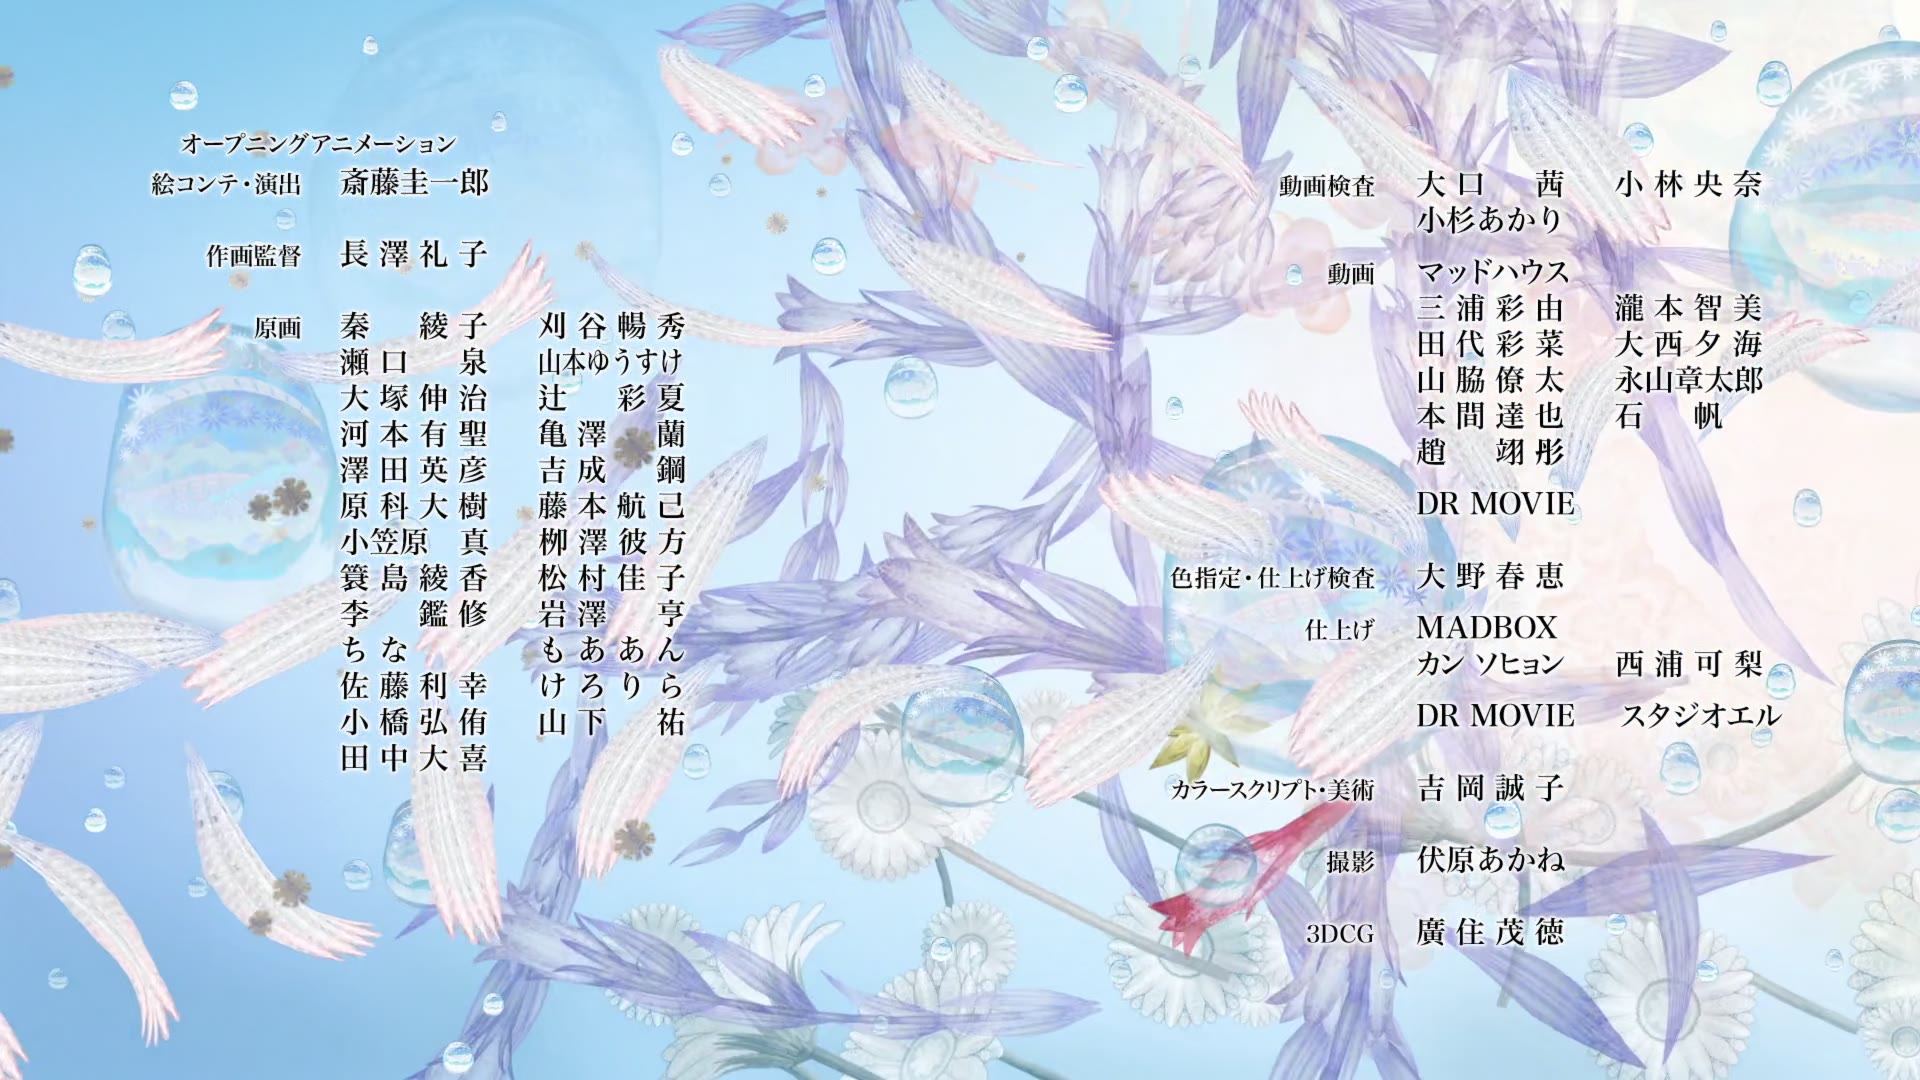 オープニングアニメーション
絵コンテ・演出 斎藤圭一郎
作画監督 長澤礼子
原画 秦 綾子 刈谷暢秀
瀬口 泉 山本ゆうすけ
大塚伸治 辻 彩夏
河本有聖 亀澤 蘭
澤田英彦 吉成 鋼
原科大樹 藤本航己
小笠原 真 栁澤彼方
簑島綾香 松村佳子
李 鑑修 岩澤 亨
ちな もああん
佐藤利幸 けろりら
小橋弘侑 山下 祐
田中大喜
動画検査 大口 茜 小林央奈
小杉あかり
動画 マッドハウス
三浦彩由 瀧本智美
田代彩菜 大西夕海
山脇僚太 永山章太郎
本間達也 石 帆
趙 翊彤
DR MOVIE
色指定・仕上げ検査 大野春恵
仕上げ MADBOX
カン ソヒョン 西浦可梨
DR MOVIE スタジオエル
カラースクリプト・美術 吉岡誠子
撮影 伏原あかね
3DCG 廣住茂徳